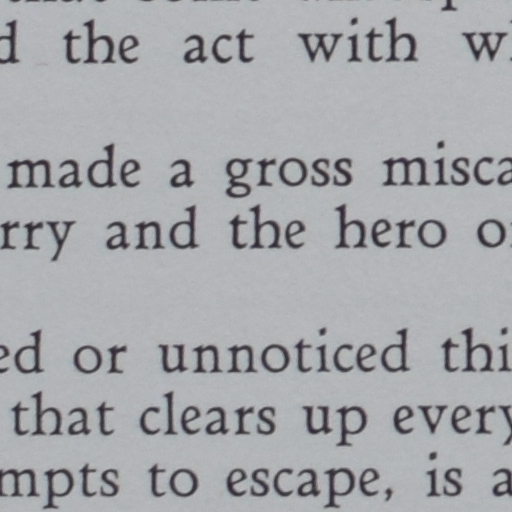 d the act with w
made a gross misca
rry and the hero o
ed or unnoticed thi
that clears up every
mpts to escape, is a